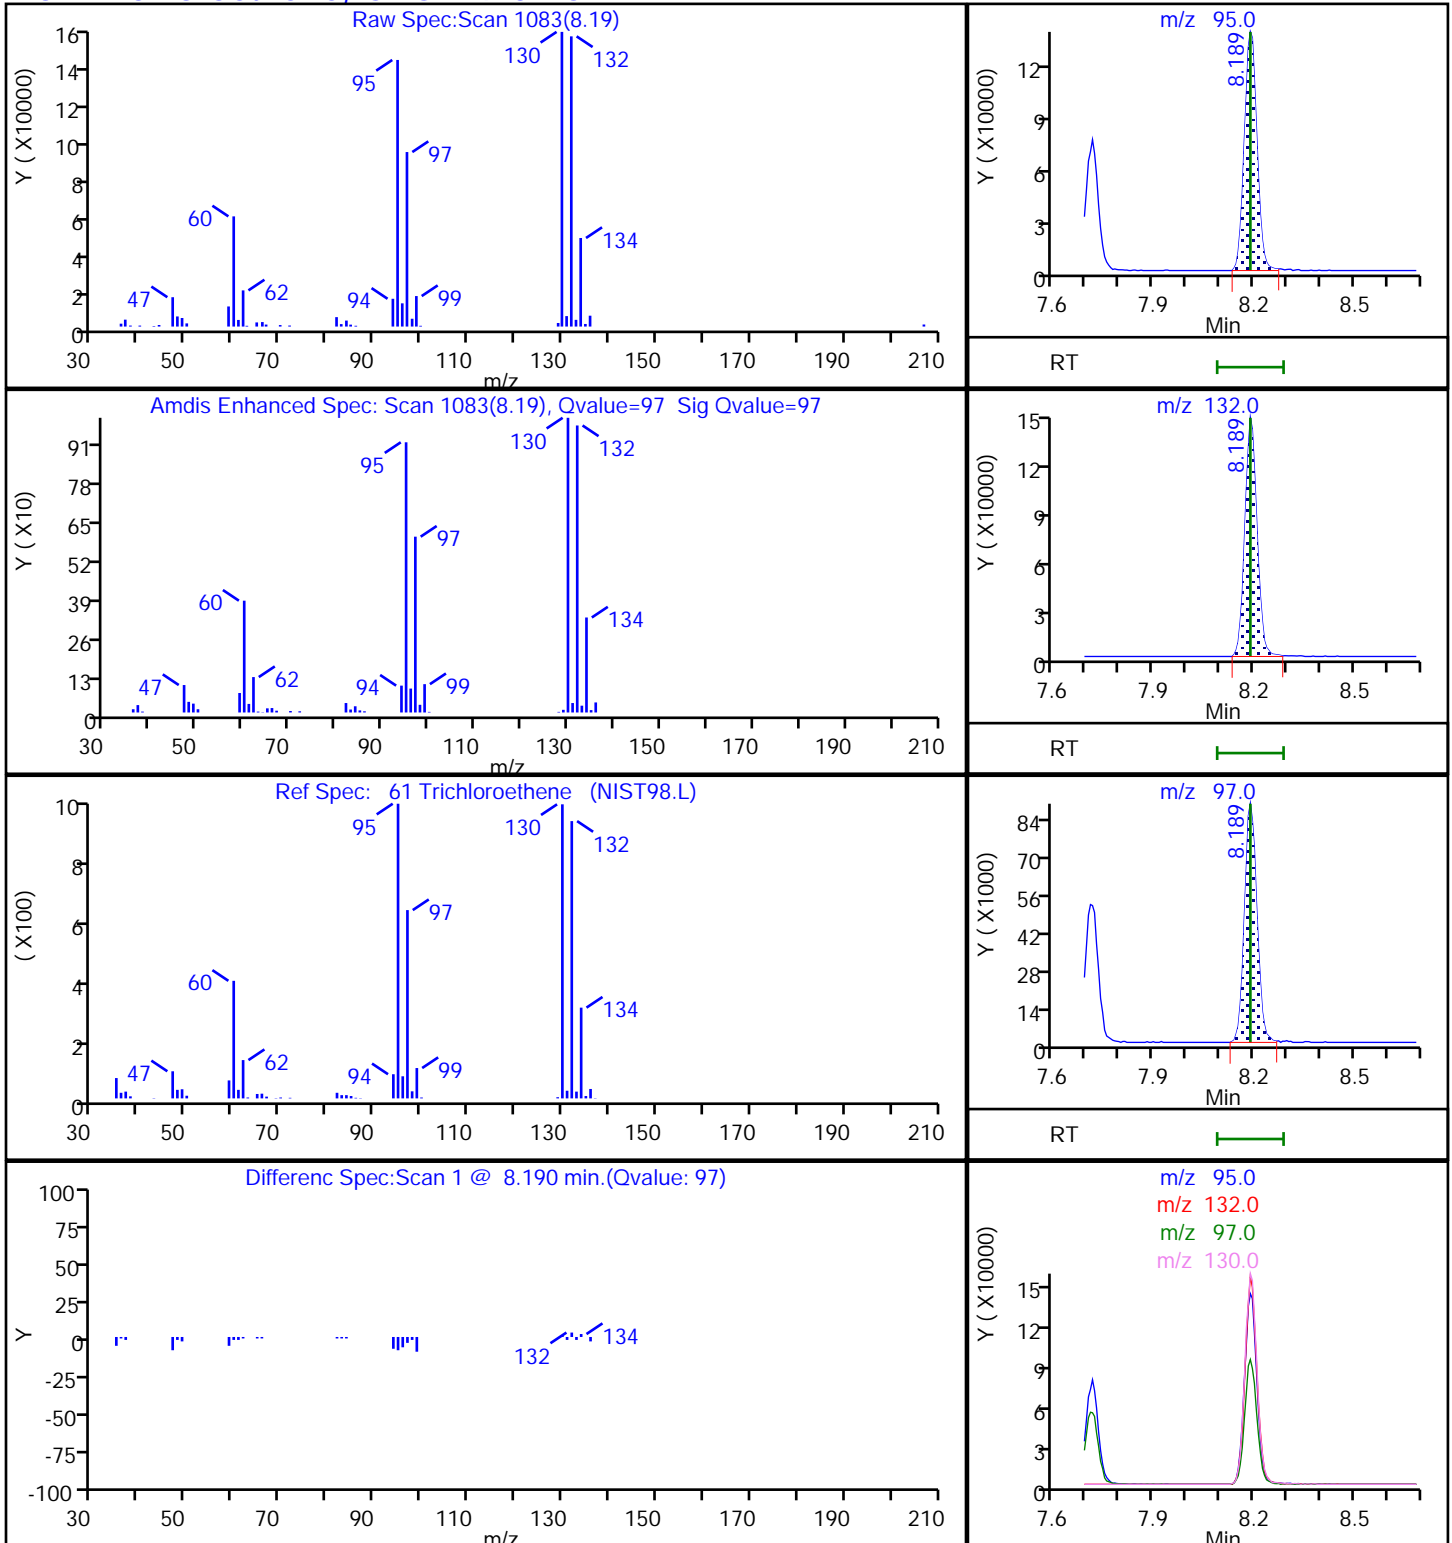 Raw Spec:Scan 1083(8.19)
Y ( X10000)
16
14
12
10
8
6
4
2
0
130
132
95
97
60
134
47
62
94
99
30 50 70 90 110 130 150 170 190 210
m/z
m/z 95.0
Y ( X10000)
12
9
6
3
0
8.189
7.6 7.9 8.2 8.5
Min
RT
Amdis Enhanced Spec: Scan 1083(8.19), Qvalue=97 Sig Qvalue=97
Y ( X10)
91
78
65
52
39
26
13
0
130
132
95
97
60
134
47
62
94
99
30 50 70 90 110 130 150 170 190 210
m/z
m/z 132.0
Y ( X10000)
15
12
9
6
3
0
8.189
7.6 7.9 8.2 8.5
Min
RT
Ref Spec: 61 Trichloroethene (NIST98.L)
( X100)
10
8
6
4
2
0
95
130
132
97
60
134
47
62
94
99
30 50 70 90 110 130 150 170 190 210
m/z 97.0
Y ( X1000)
84
70
56
42
28
14
0
8.189
7.6 7.9 8.2 8.5
Min
RT
Differenc Spec:Scan 1 @ 8.190 min.(Qvalue: 97)
Y
100
75
50
25
0
-25
-50
-75
-100
132
134
30 50 70 90 110 130 150 170 190 210
m/z
m/z 95.0
m/z 132.0
m/z 97.0
m/z 130.0
Y ( X10000)
15
12
9
6
3
0
7.6 7.9 8.2 8.5
Min